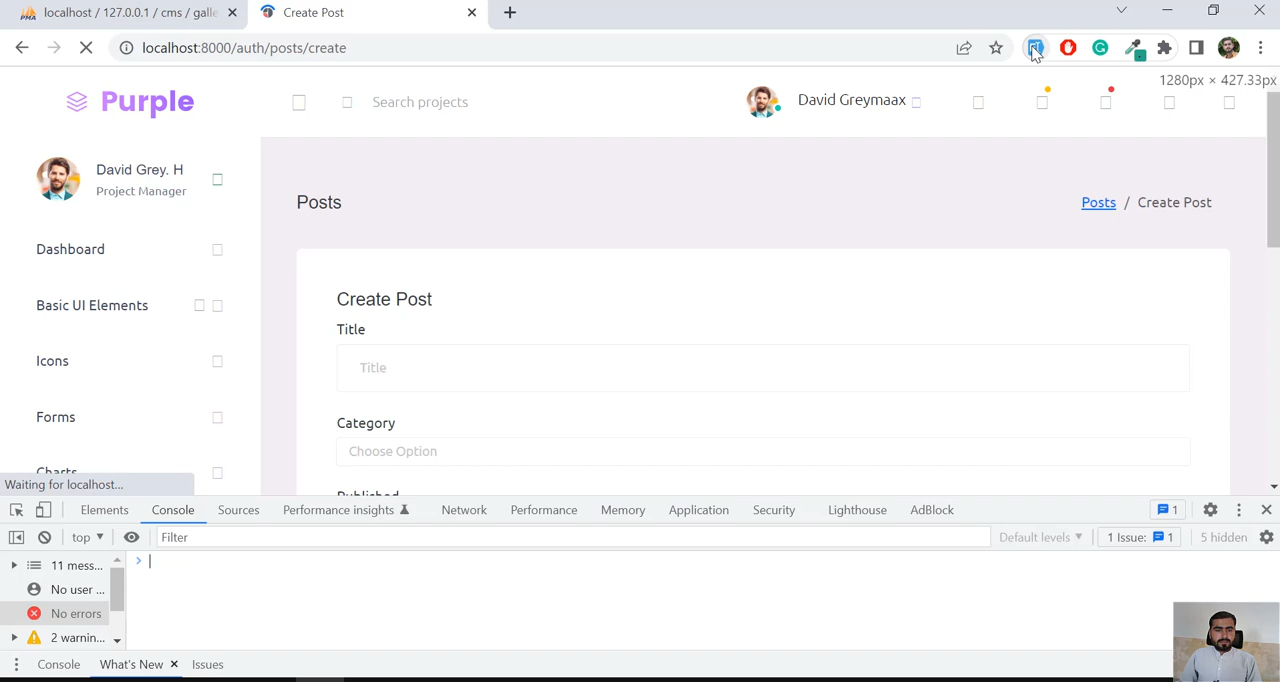 localhost / 127.0.0.1 / cms / galle
Create Post
localhost:8000/auth/posts/create
1280px × 427.33px
Purple
Search projects
David Greymaax
David Grey. H
Project Manager
Dashboard
Basic UI Elements
Icons
Forms
Charts
Posts
Posts / Create Post
Create Post
Title
Title
Category
Choose Option
Published
Waiting for localhost...
Elements
Console
Sources
Performance insights
Network
Performance
Memory
Application
Security
Lighthouse
AdBlock
1
top
Filter
Default levels
1 Issue: 1
5 hidden
11 mess...
No user ...
No errors
2 warnin...
Console
What's New
Issues